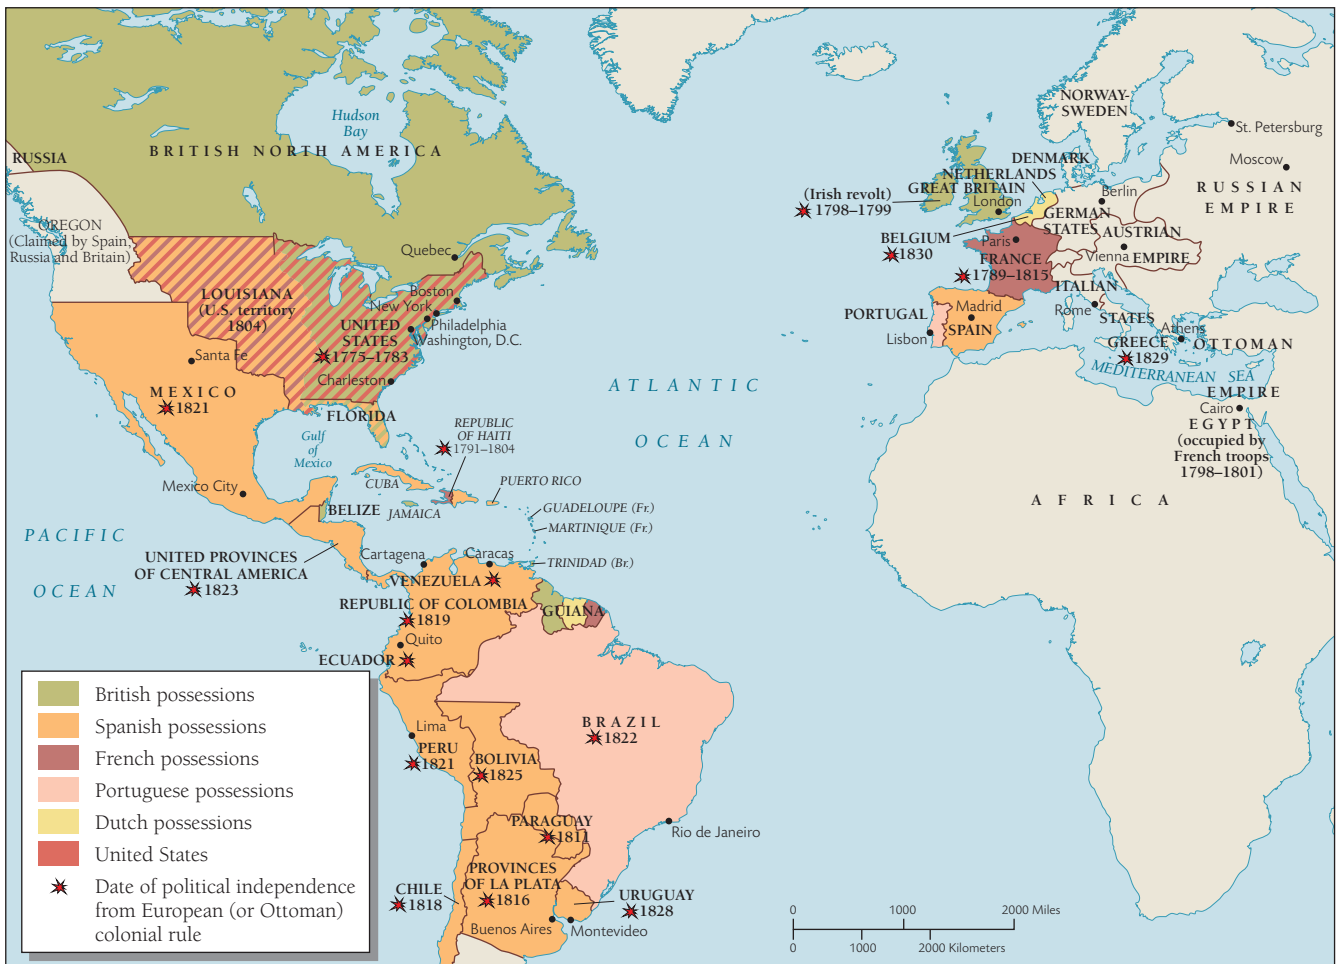 Hudson
Bay
BRITISH NORTH AMERICA
RUSSIA
OREGON
(Claimed by Spain,
Russia and Britain)
LOUISIANA
(U.S. territory
1804)
UNITED
STATES
1775–1783
Quebec
Boston
New York
Philadelphia
Washington, D.C.
Charleston
Santa Fe
MEXICO
1821
FLORIDA
Gulf
of
Mexico
Mexico City
REPUBLIC
OF HAITI
1791–1804
CUBA
PUERTO RICO
BELIZE
JAMAICA
GUADELOUPE (Fr.)
MARTINIQUE (Fr.)
TRINIDAD (Br.)
PACIFIC
OCEAN
UNITED PROVINCES
OF CENTRAL AMERICA
1823
Cartagena
Caracas
VENEZUELA
REPUBLIC OF COLOMBIA
1819
GUIANA
Quito
ECUADOR
Lima
PERU
1821
BOLIVIA
1825
BRAZIL
1822
PARAGUAY
1811
Rio de Janeiro
PROVINCES
OF LA PLATA
1816
CHILE
1818
URUGUAY
1828
Buenos Aires
Montevideo
ATLANTIC
OCEAN
NORWAY-
SWEDEN
St. Petersburg
Moscow
RUSSIAN
EMPIRE
DENMARK
NETHERLANDS
GREAT BRITAIN
London
(Irish revolt)
1798–1799
Berlin
GERMAN
STATES
BELGIUM
1830
Paris
FRANCE
1789–1815
AUSTRIAN
EMPIRE
Vienna
ITALIAN
STATES
Rome
PORTUGAL
Lisbon
Madrid
SPAIN
Athens
GREECE
1829
OTTOMAN
EMPIRE
MEDITERRANEAN SEA
Cairo
EGYPT
(occupied by
French troops
1798–1801)
AFRICA
British possessions
Spanish possessions
French possessions
Portuguese possessions
Dutch possessions
United States
Date of political independence
from European (or Ottoman)
colonial rule
0 1000 2000 Miles
0 1000 2000 Kilometers